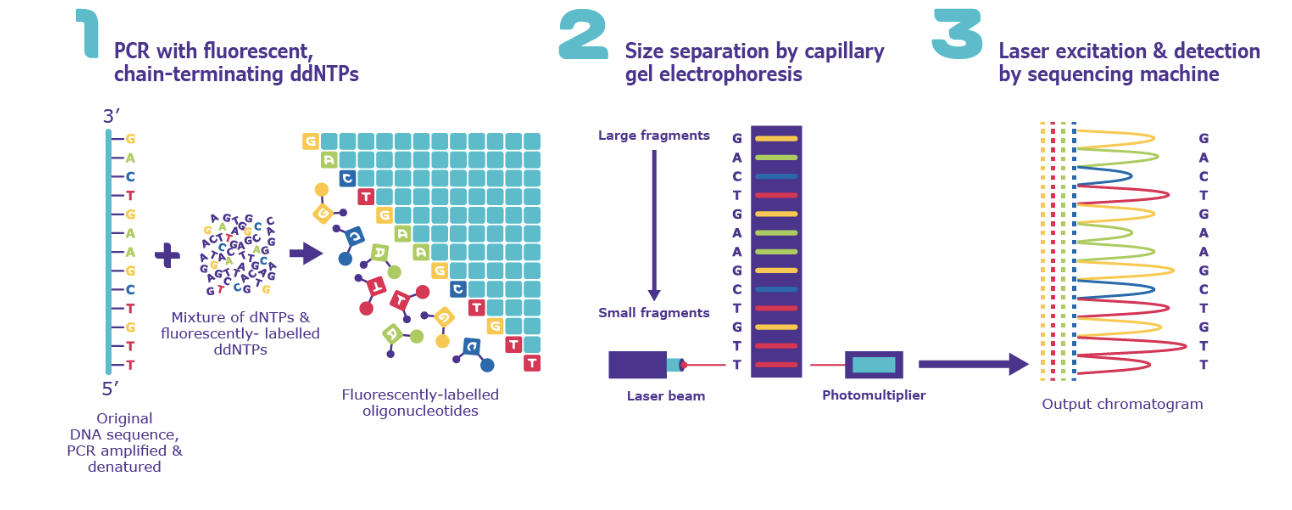 1
PCR with fluorescent,
chain-terminating ddNTPs
3′
G
A
C
T
G
A
A
G
C
T
G
T
T
5′
Original
DNA sequence,
PCR amplified &
denatured
+
Mixture of dNTPs &
fluorescently- labelled
ddNTPs
G
A
C
T
G
A
A
G
C
T
G
T
T
G
C
A
T
T
G
A
C
Fluorescently-labelled
oligonucleotides
2
Size separation by capillary
gel electrophoresis
Large fragments
Small fragments
G
A
C
T
G
A
A
G
C
T
G
T
T
Laser beam
Photomultiplier
3
Laser excitation & detection
by sequencing machine
G
A
C
T
G
A
A
G
C
T
G
T
T
Output chromatogram